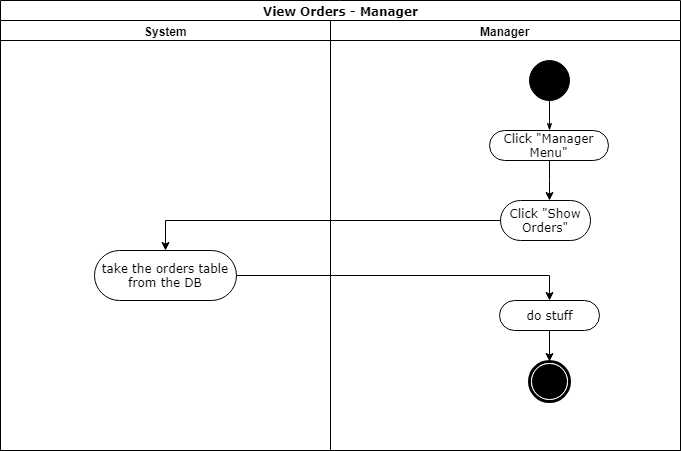 View Orders - Manager
System
Manager
Click "Manager
Menu"
Click "Show
Orders"
take the orders table
from the DB
do stuff